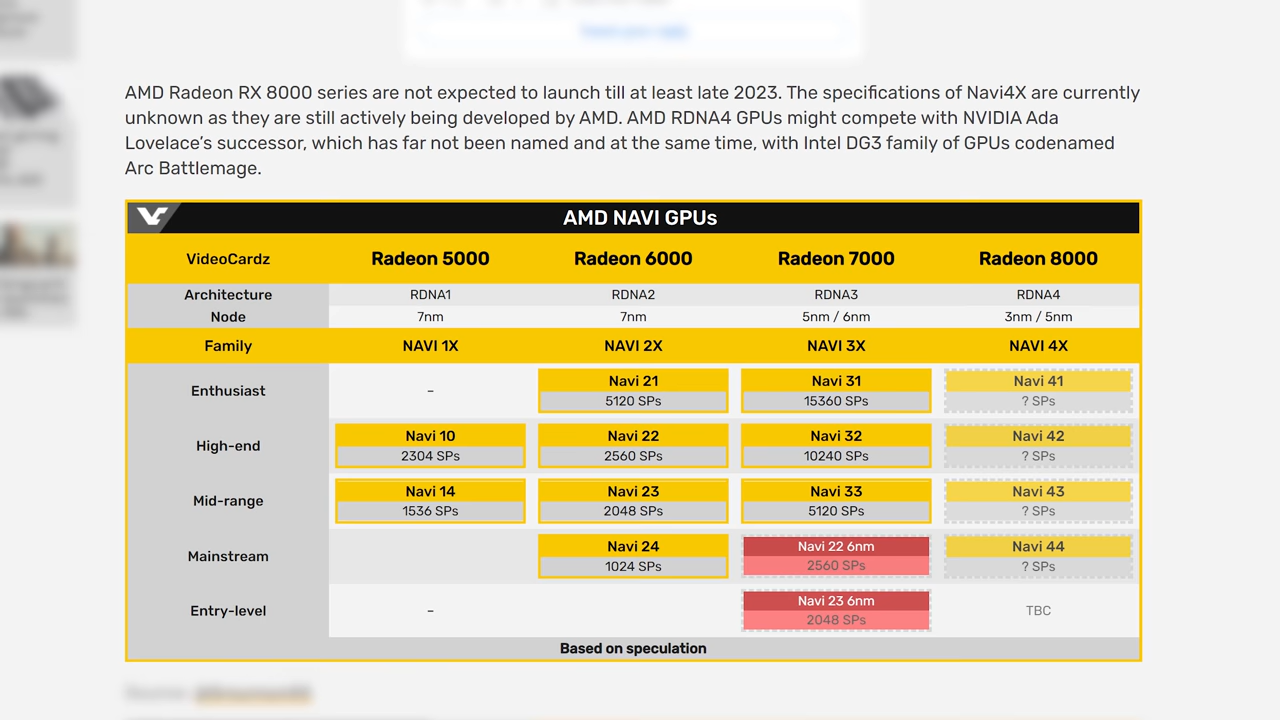 AMD Radeon RX 8000 series are not expected to launch till at least late 2023. The specifications of Navi4X are currently
unknown as they are still actively being developed by AMD. AMD RDNA4 GPUs might compete with NVIDIA Ada
Lovelace’s successor, which has far not been named and at the same time, with Intel DG3 family of GPUs codenamed
Arc Battlemage.
AMD NAVI GPUs
VideoCardz Radeon 5000 Radeon 6000 Radeon 7000 Radeon 8000
Architecture RDNA1 RDNA2 RDNA3 RDNA4
Node 7nm 7nm 5nm / 6nm 3nm / 5nm
Family NAVI 1X NAVI 2X NAVI 3X NAVI 4X
Enthusiast – Navi 21 Navi 31 Navi 41
5120 SPs 15360 SPs ? SPs
High-end Navi 10 Navi 22 Navi 32 Navi 42
2304 SPs 2560 SPs 10240 SPs ? SPs
Mid-range Navi 14 Navi 23 Navi 33 Navi 43
1536 SPs 2048 SPs 5120 SPs ? SPs
Mainstream Navi 24 Navi 22 6nm Navi 44
1024 SPs 2560 SPs ? SPs
Entry-level – Navi 23 6nm TBC
2048 SPs
Based on speculation